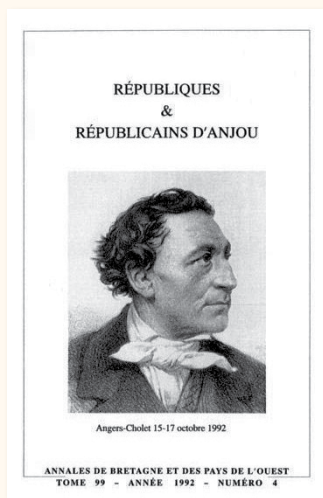 RÉPUBLIQUES
&
RÉPUBLICAINS D'ANJOU
Angers-Cholet 15-17 octobre 1992
ANNALES DE BRETAGNE ET DES PAYS DE L'OUEST
TOME 99 - ANNÉE 1992 - NUMÉRO 4